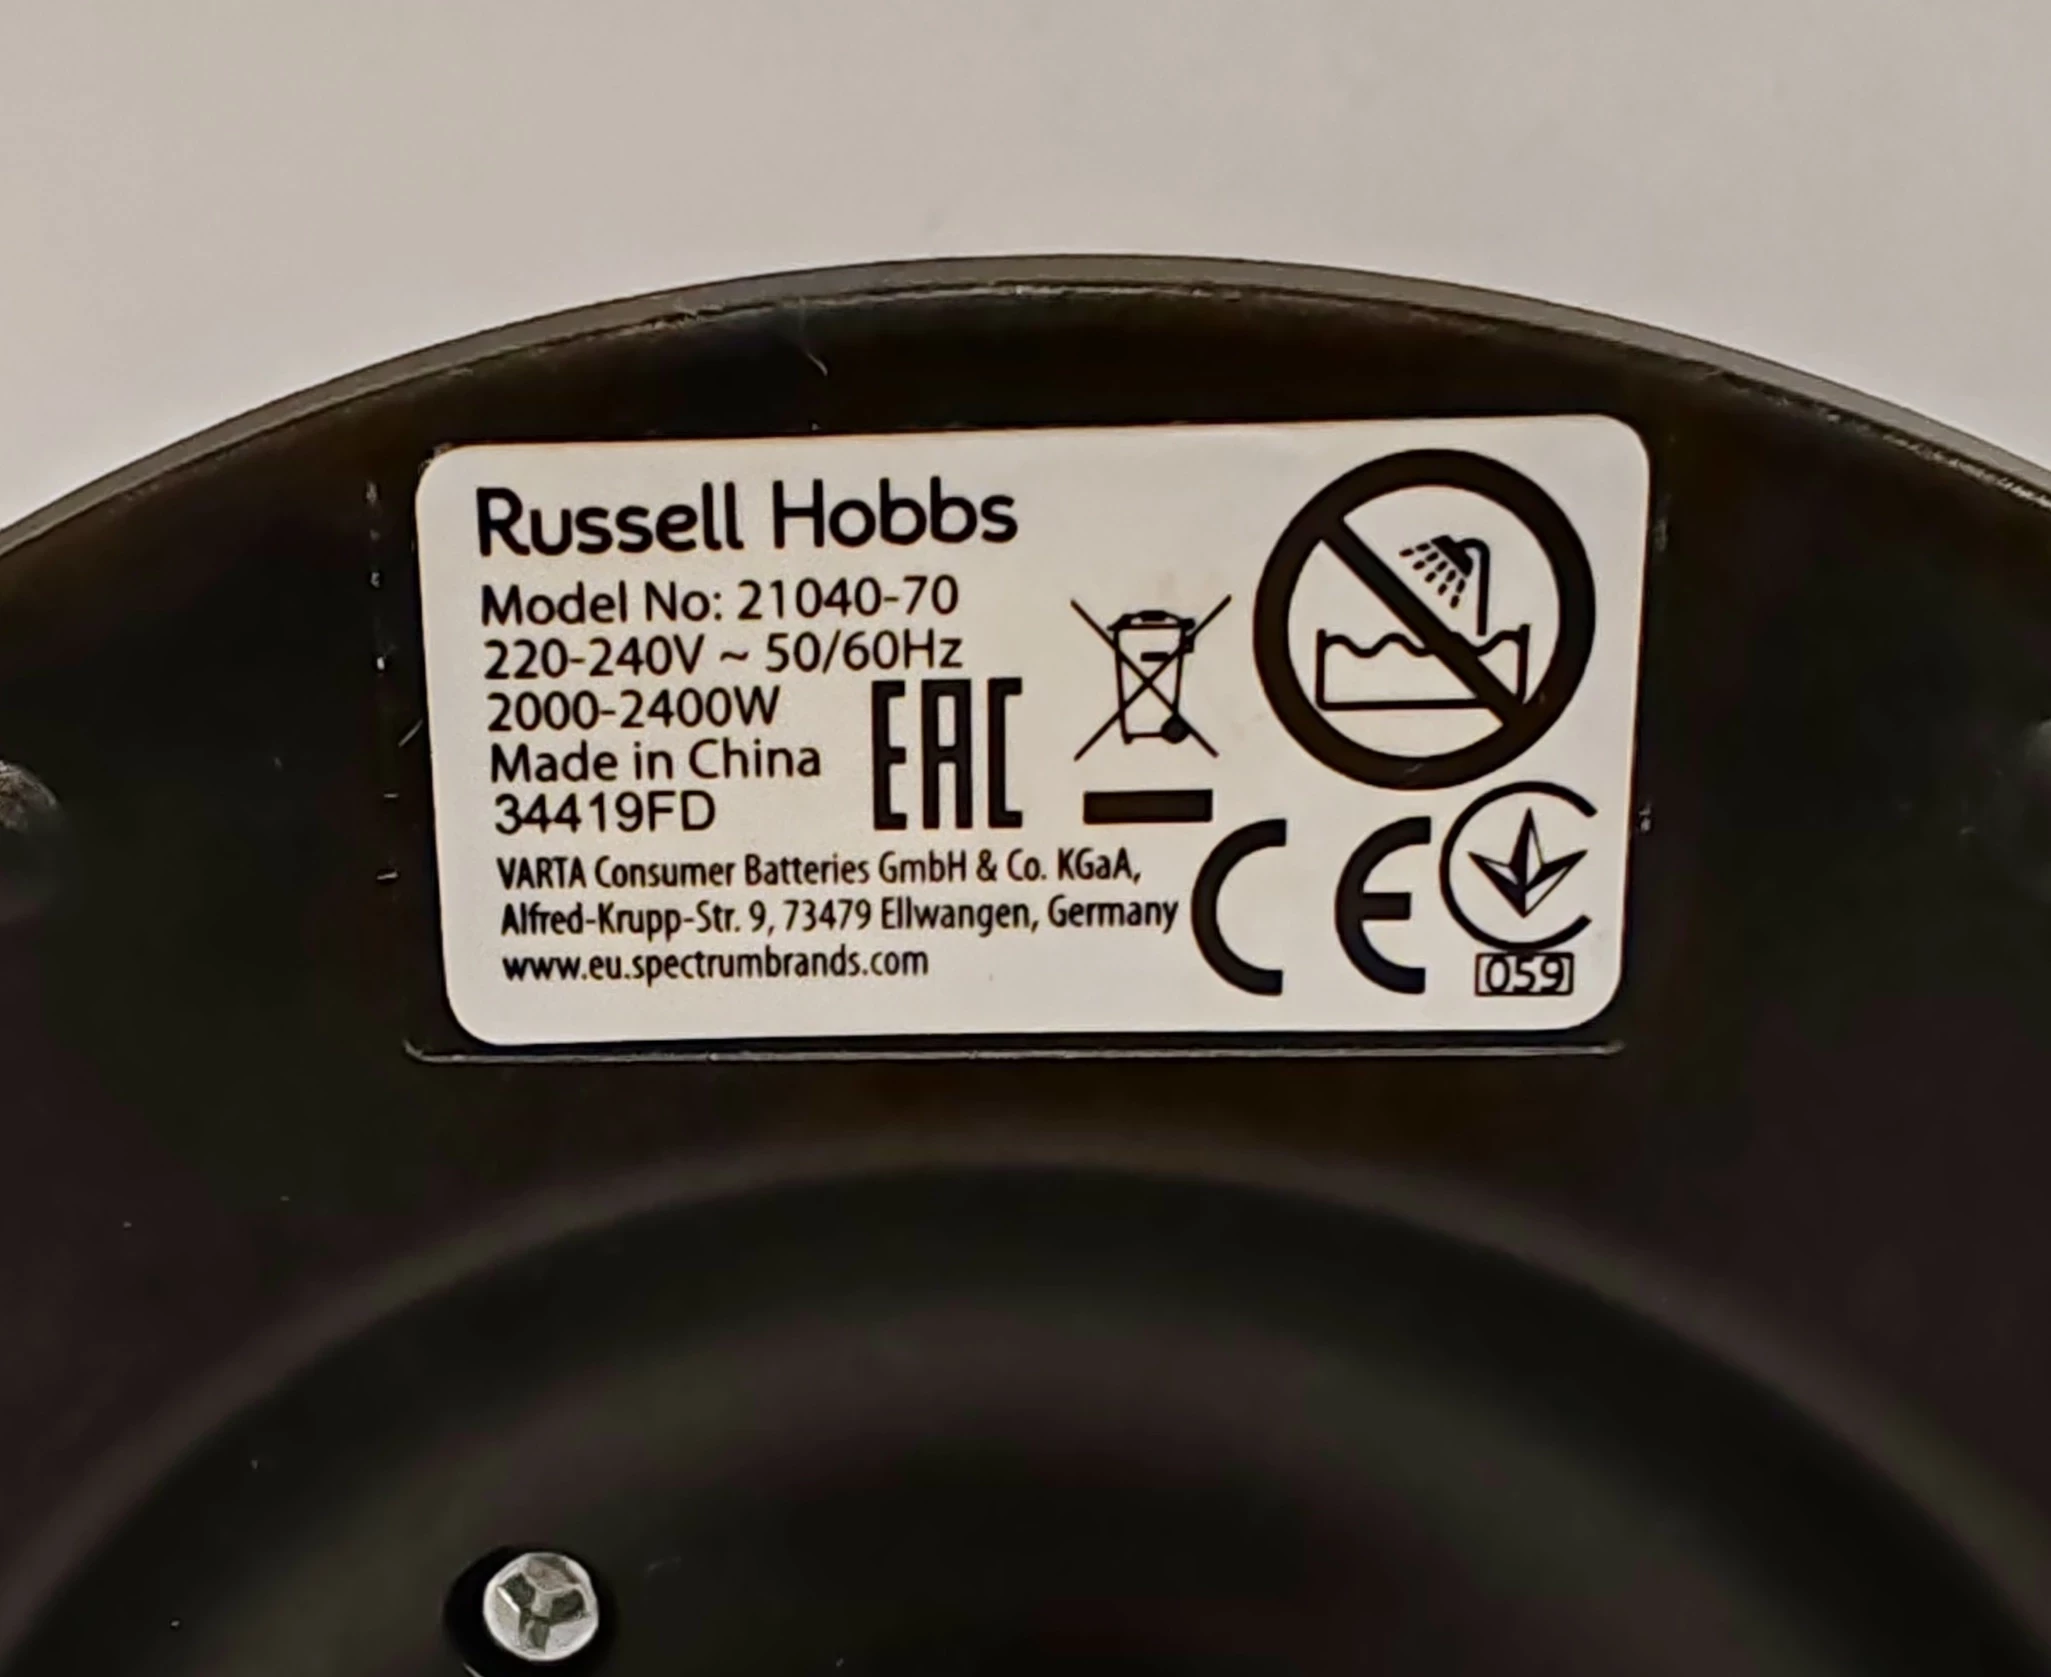 Russell Hobbs
Model No: 21040-70
220-240V ~ 50/60Hz
2000-2400W
Made in China
34419FD
EAC
VARTA Consumer Batteries GmbH & Co. KGaA,
Alfred-Krupp-Str. 9, 73479 Ellwangen, Germany
www.eu.spectrumbrands.com
CE
059